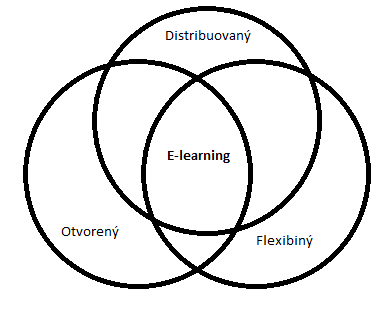 Distribuovaný
E-learning
Otvorený
Flexibiný